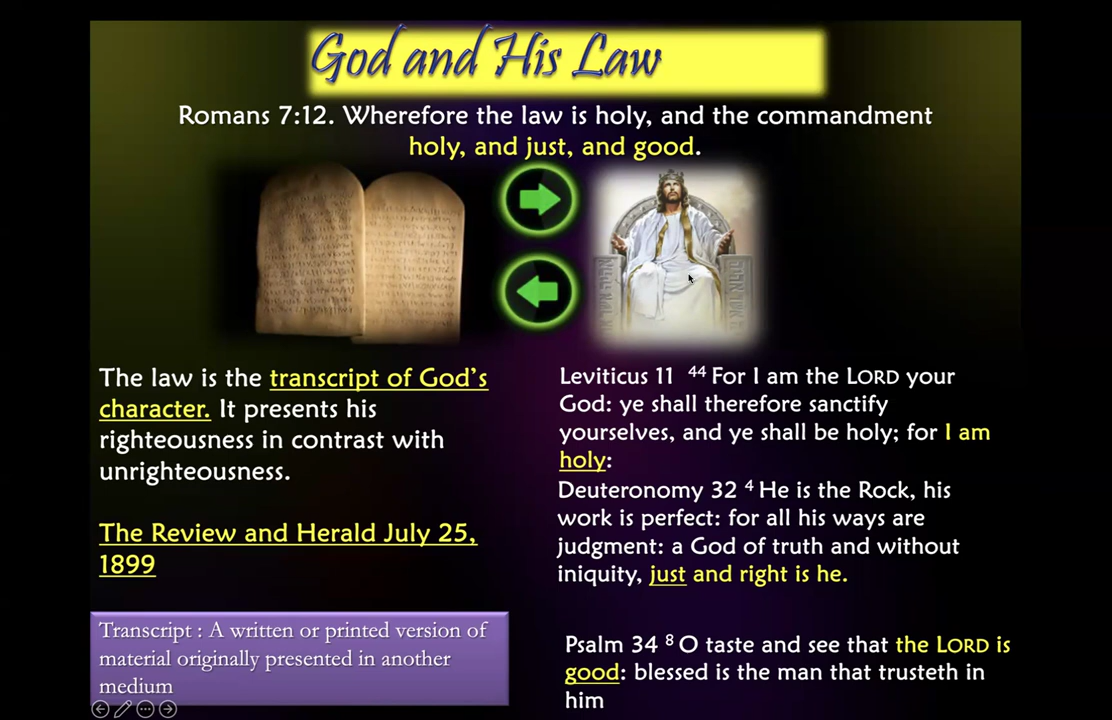 God and His Law
Romans 7:12. Wherefore the law is holy, and the commandment
holy, and just, and good.
The law is the transcript of God's
character. It presents his
righteousness in contrast with
unrighteousness.
The Review and Herald July 25,
1899
Transcript : A written or printed version of
material originally presented in another
medium
Leviticus 11 44 For I am the LORD your
God: ye shall therefore sanctify
yourselves, and ye shall be holy; for I am
holy:
Deuteronomy 32 4 He is the Rock, his
work is perfect: for all his ways are
judgment: a God of truth and without
iniquity, just and right is he.
Psalm 34 8 O taste and see that the LORD is
good: blessed is the man that trusteth in
him